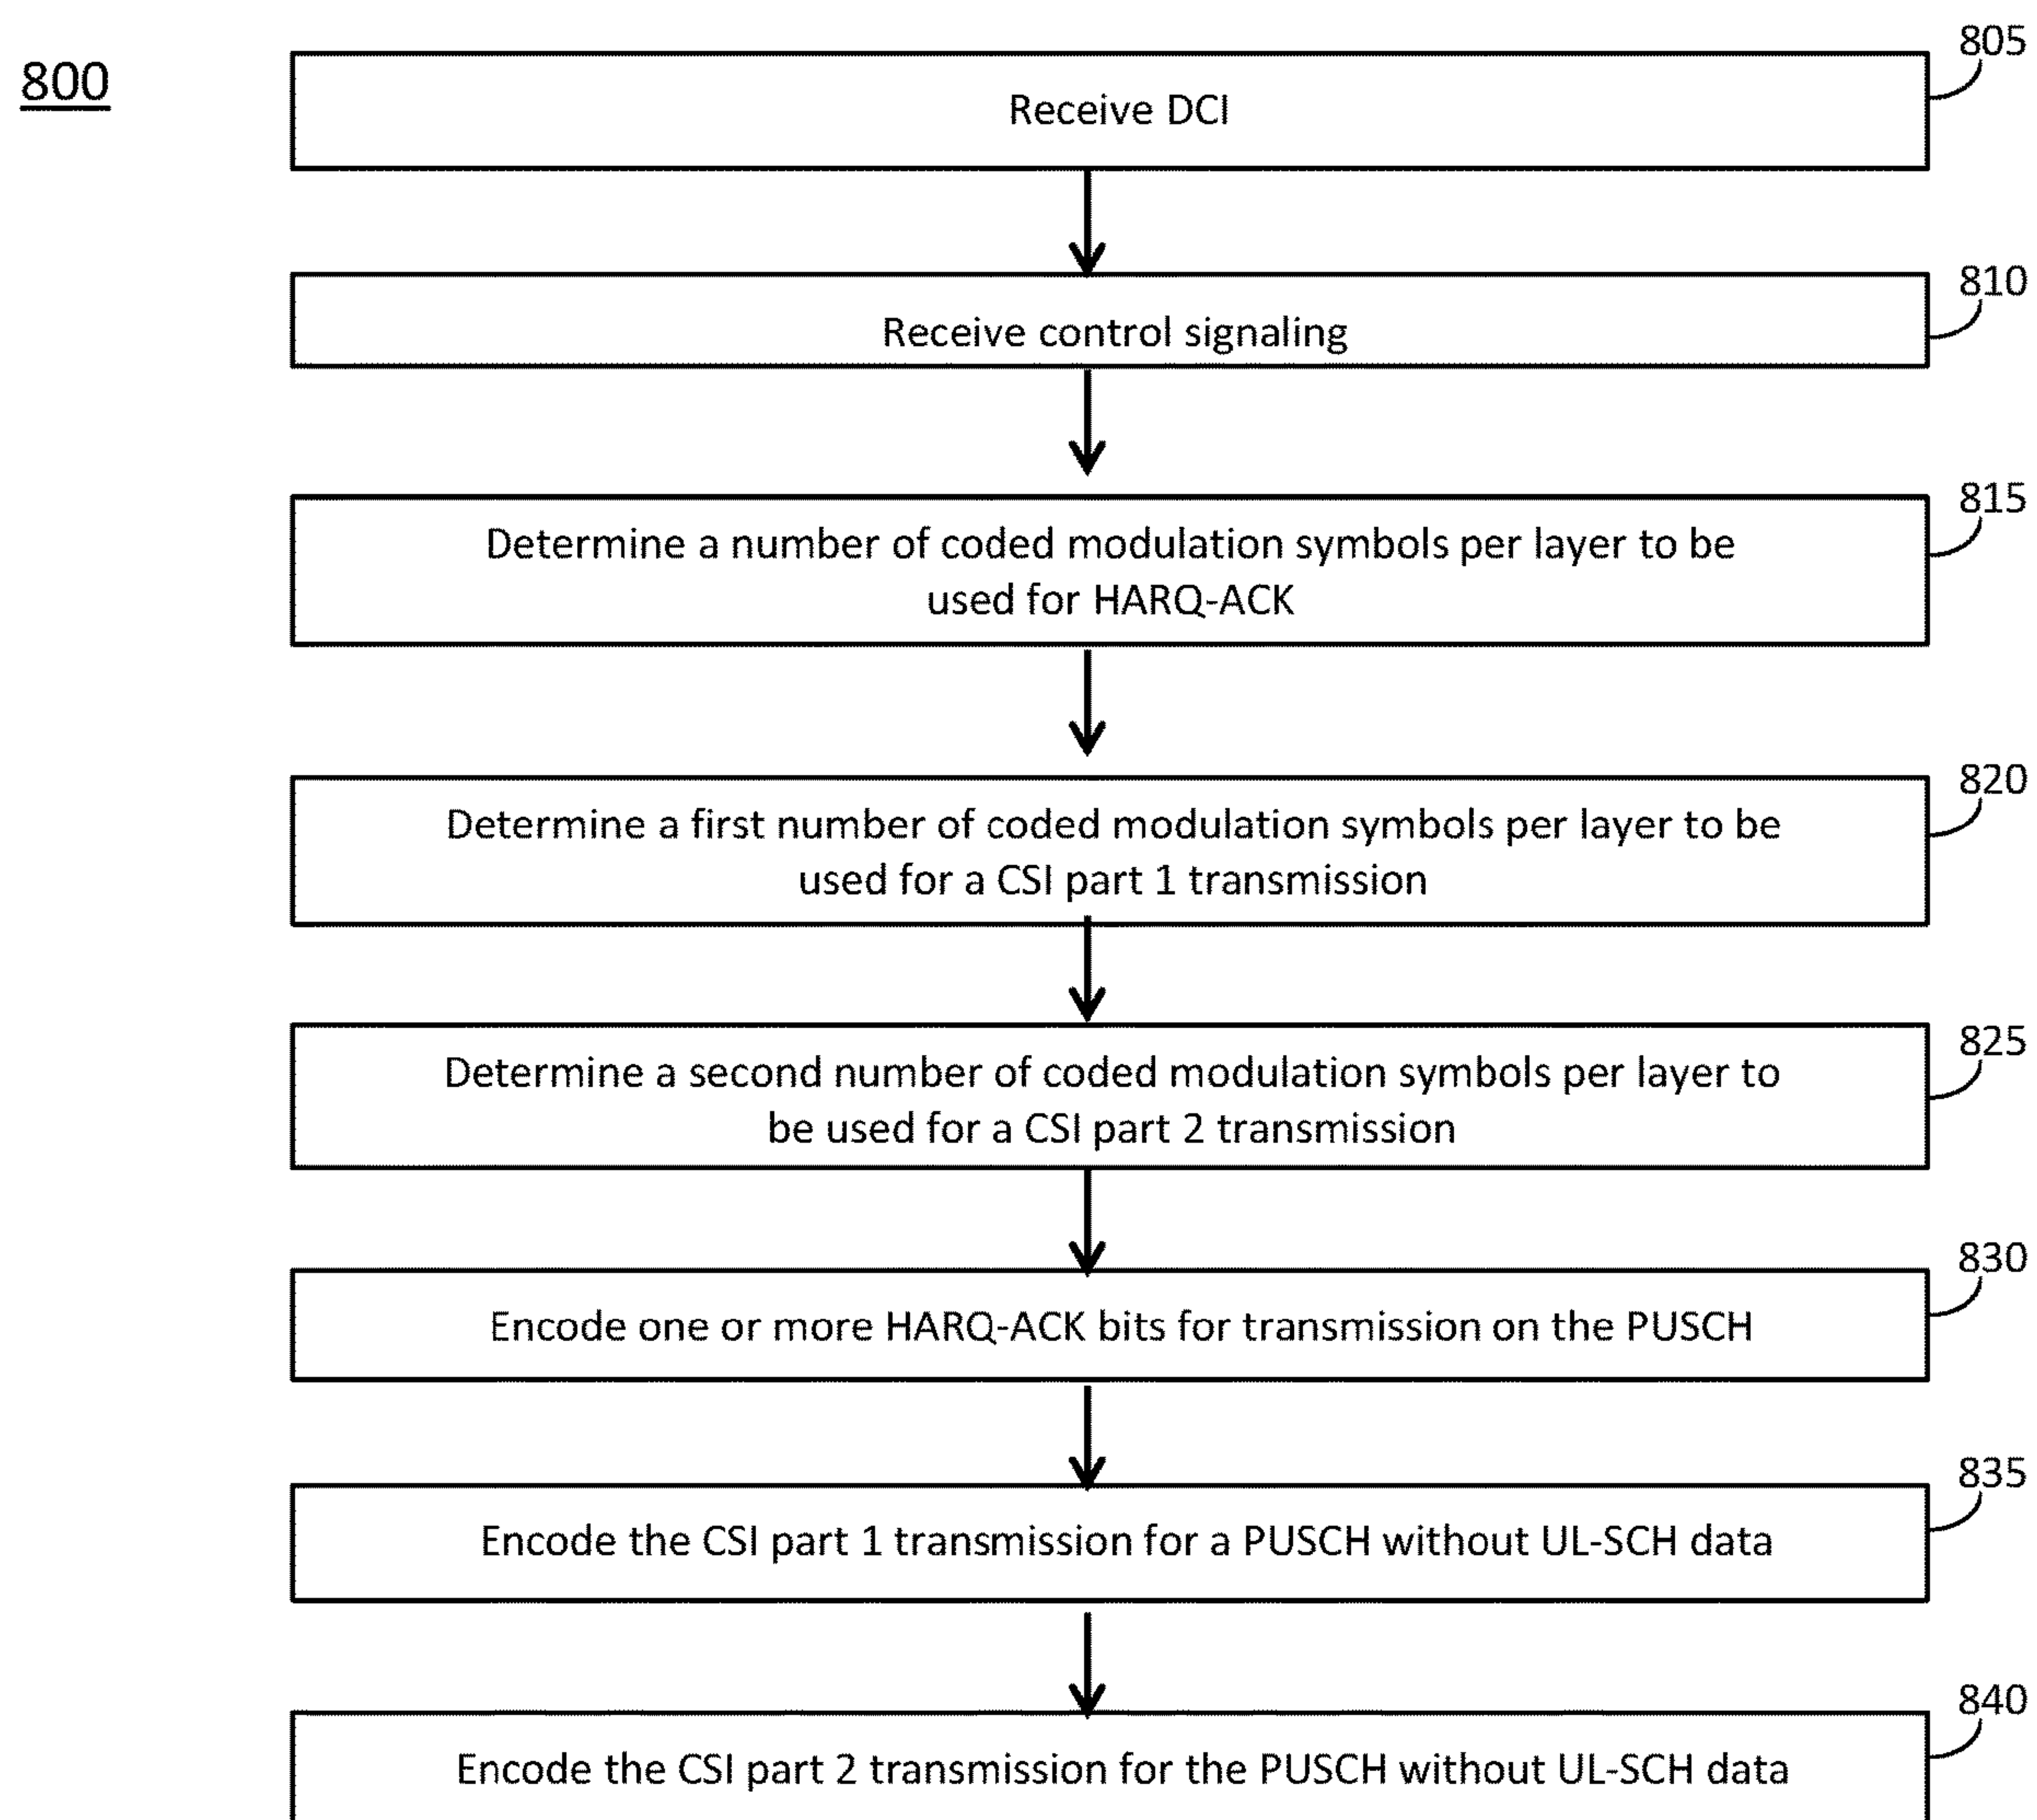 800
805
Receive DCI
810
Receive control signaling
815
Determine a number of coded modulation symbols per layer to be
used for HARQ-ACK
820
Determine a first number of coded modulation symbols per layer to be
used for a CSI part 1 transmission
825
Determine a second number of coded modulation symbols per layer to
be used for a CSI part 2 transmission
830
Encode one or more HARQ-ACK bits for transmission on the PUSCH
835
Encode the CSI part 1 transmission for a PUSCH without UL-SCH data
840
Encode the CSI part 2 transmission for the PUSCH without UL-SCH data